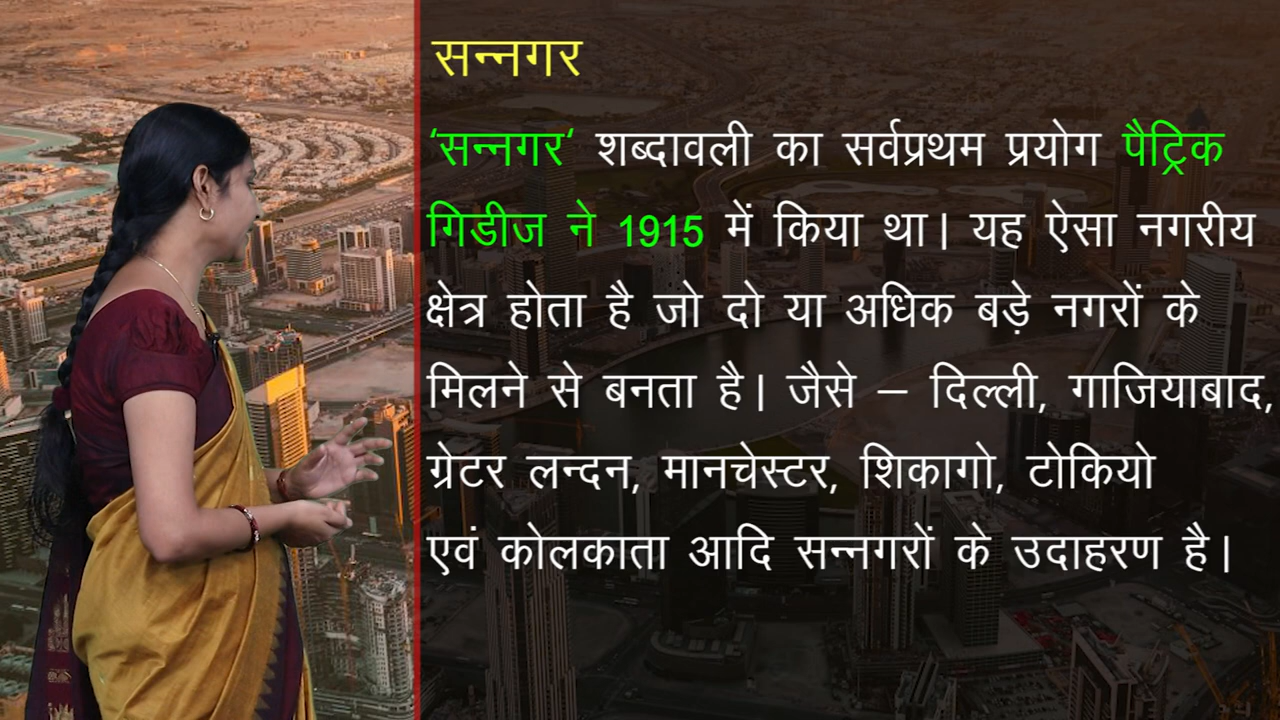 सन्नगर
‘सन्नगर‘ शब्दावली का सर्वप्रथम प्रयोग पैट्रिक
गिडीज ने 1915 में किया था। यह ऐसा नगरीय
क्षेत्र होता है जो दो या अधिक बड़े नगरों के
मिलने से बनता है। जैसे – दिल्ली, गाजियाबाद,
ग्रेटर लन्दन, मानचेस्टर, शिकागो, टोकियो
एवं कोलकाता आदि सन्नगरों के उदाहरण है।